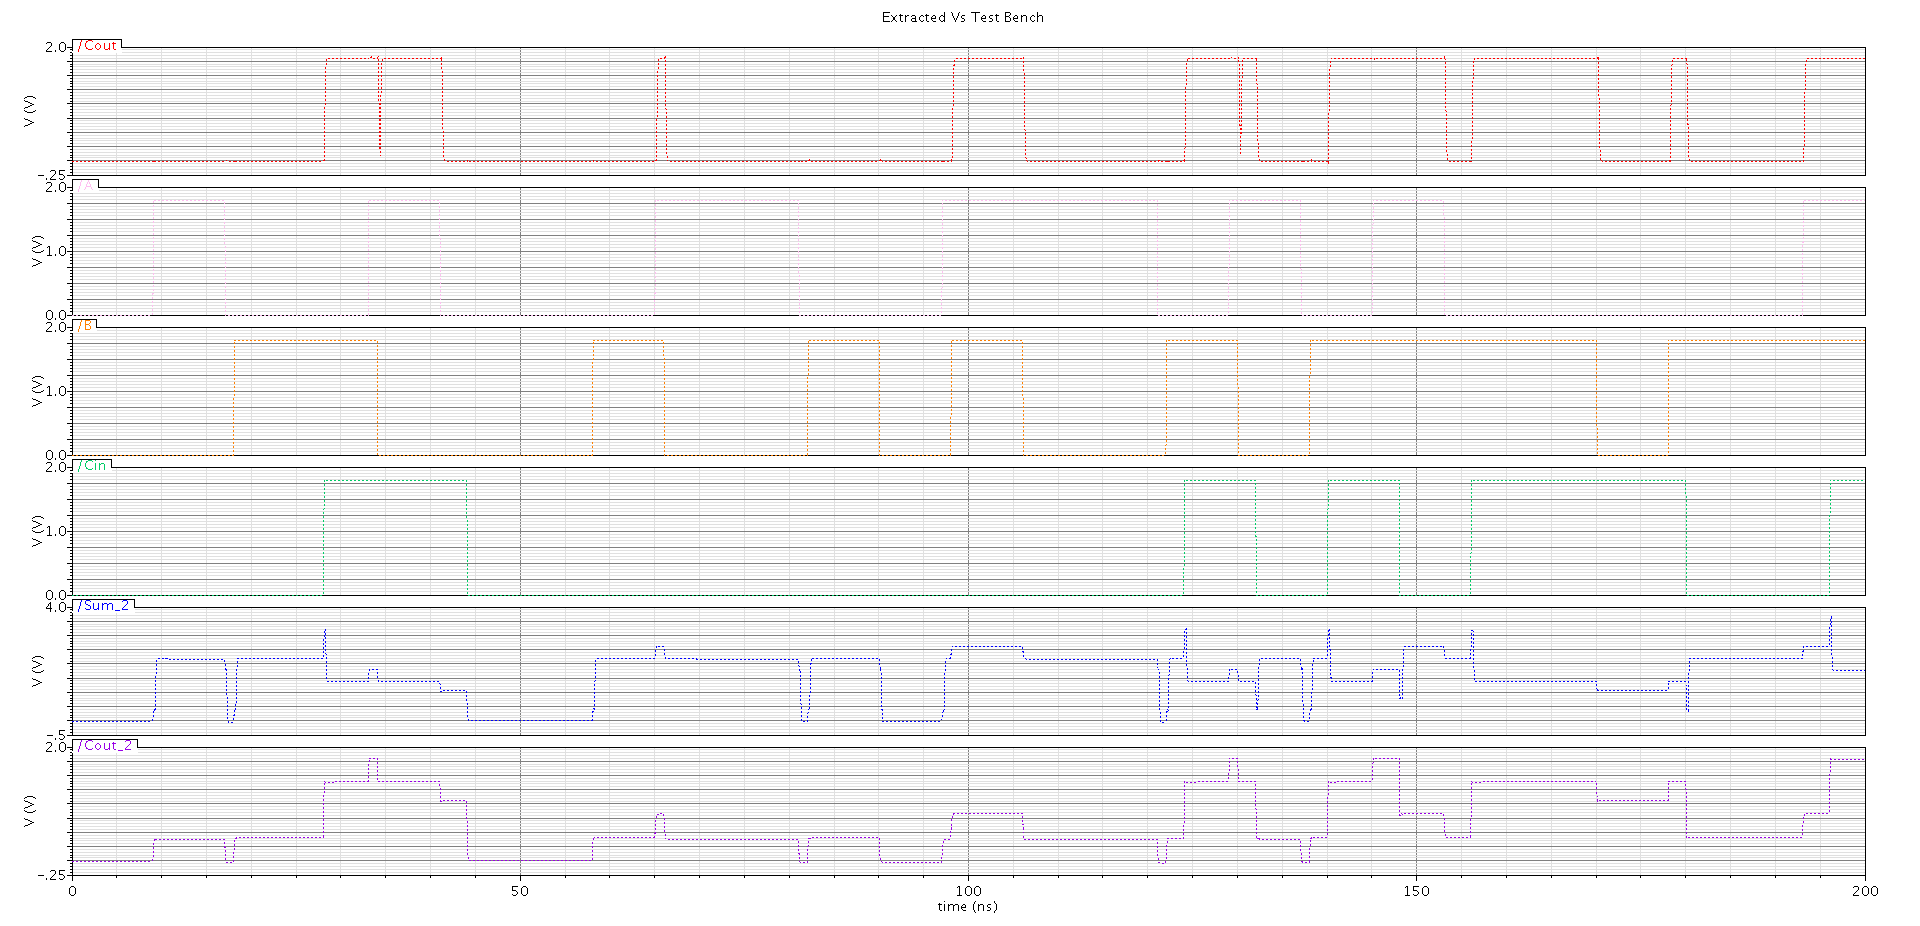 Extracted Vs Test Bench
/Cout
2.0
V (V)
-.25
/A
2.0
V (V)
1.0
0.0
/B
2.0
V (V)
1.0
0.0
/Cin
2.0
V (V)
1.0
0.0
/Sum_2
4.0
V (V)
-.5
/Cout_2
2.0
V (V)
-.25
0 50 100 150 200
time (ns)